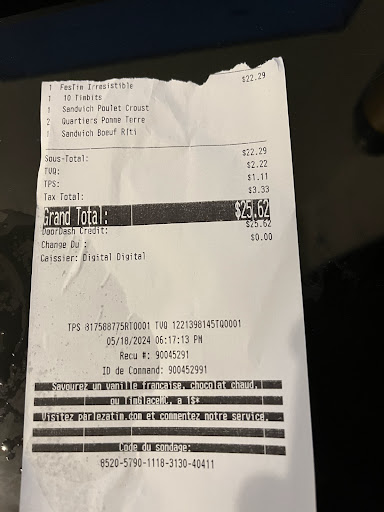 1 FesTim Irresistible $22.29
1 10 Timbits
1 Sandwich Poulet Croust
2 Quartiers Pomme Terre
1 Sandwich Boeuf Rîti
Sous-Total: $22.29
TVQ: $2.22
TPS: $1.11
Tax Total: $3.33
Grand Total: $25.62
DoorDash Credit: $25.62
Change Du : $0.00
Caissier: Digital Digital
TPS 817588775RT0001 TVQ 1221398145TQ0001
05/18/2024 06:17:13 PM
Recu #: 90045291
ID de Command: 900452991
Savourez un vanille francaise, chocolat chaud,
ou TimGlaceMC, a 1$*
Visitez parlezatim.com et commentez notre service.
Code du sondage:
8520-5790-1118-3130-40411